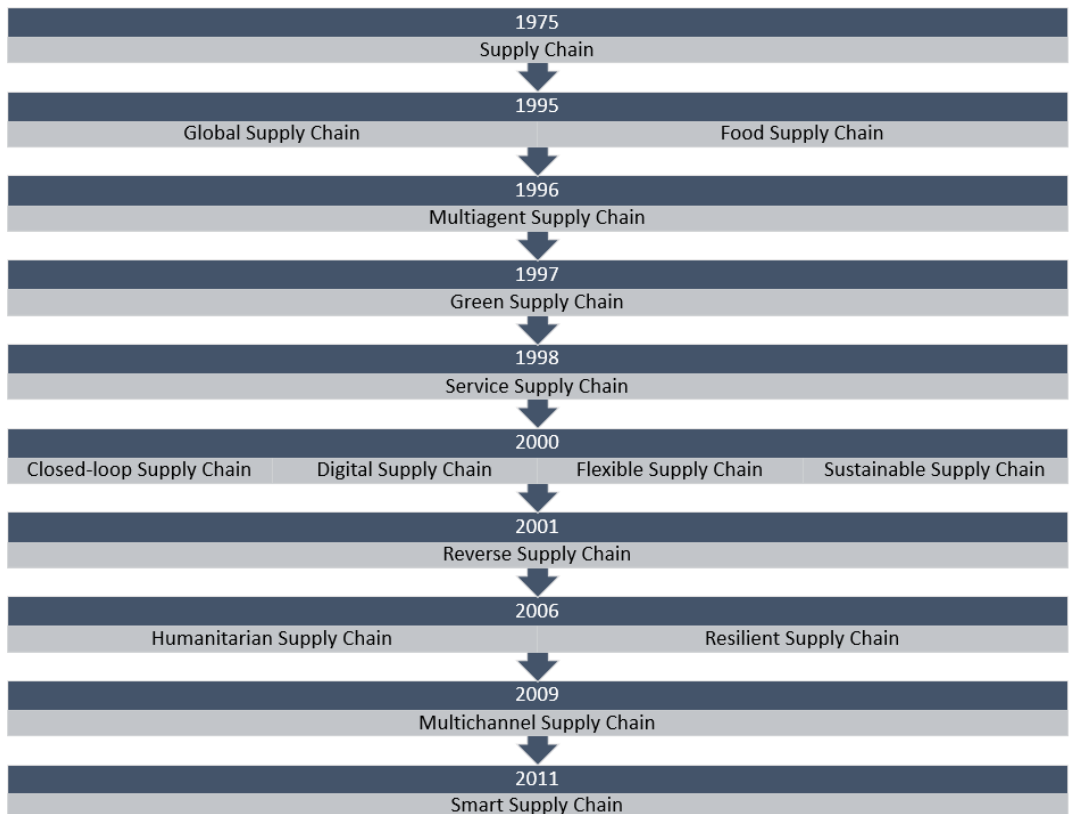 1975
Supply Chain
1995
Global Supply Chain Food Supply Chain
1996
Multiagent Supply Chain
1997
Green Supply Chain
1998
Service Supply Chain
2000
Closed-loop Supply Chain Digital Supply Chain Flexible Supply Chain Sustainable Supply Chain
2001
Reverse Supply Chain
2006
Humanitarian Supply Chain Resilient Supply Chain
2009
Multichannel Supply Chain
2011
Smart Supply Chain